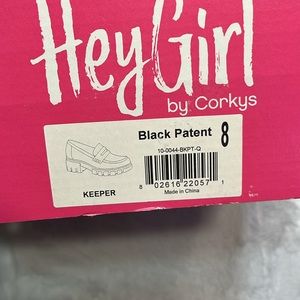 HeyGirl
by Corkys
Black Patent 8
10-0044-BKPT-Q
8 02616 22057 1
Made in China
KEEPER